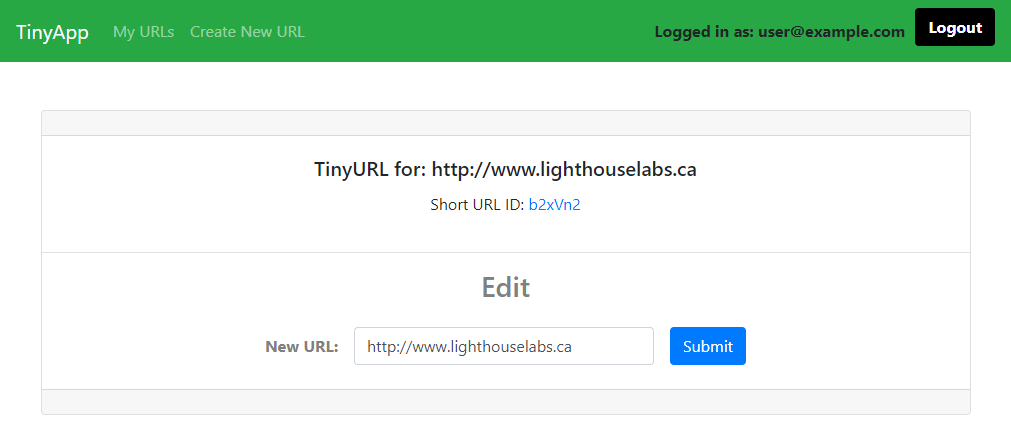 TinyApp My URLs Create New URL Logged in as: user@example.com Logout
TinyURL for: http://www.lighthouselabs.ca
Short URL ID: b2xVn2
Edit
New URL: http://www.lighthouselabs.ca Submit